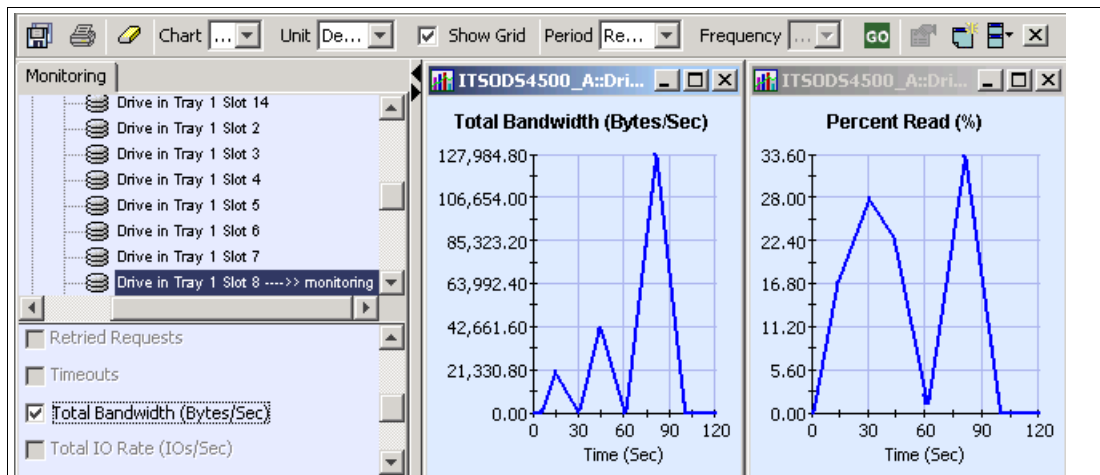 Chart ... Unit De... Show Grid Period Re... Frequency ... GO
Monitoring
Drive in Tray 1 Slot 14
Drive in Tray 1 Slot 2
Drive in Tray 1 Slot 3
Drive in Tray 1 Slot 4
Drive in Tray 1 Slot 5
Drive in Tray 1 Slot 6
Drive in Tray 1 Slot 7
Drive in Tray 1 Slot 8 ---->> monitoring
Retried Requests
Timeouts
Total Bandwidth (Bytes/Sec)
Total IO Rate (IOs/Sec)
ITSODS4500_A::Dri...
Total Bandwidth (Bytes/Sec)
127,984.80
106,654.00
85,323.20
63,992.40
42,661.60
21,330.80
0.00
0 30 60 90 120
Time (Sec)
ITSODS4500_A::Dri...
Percent Read (%)
33.60
28.00
22.40
16.80
11.20
5.60
0.00
0 30 60 90 120
Time (Sec)